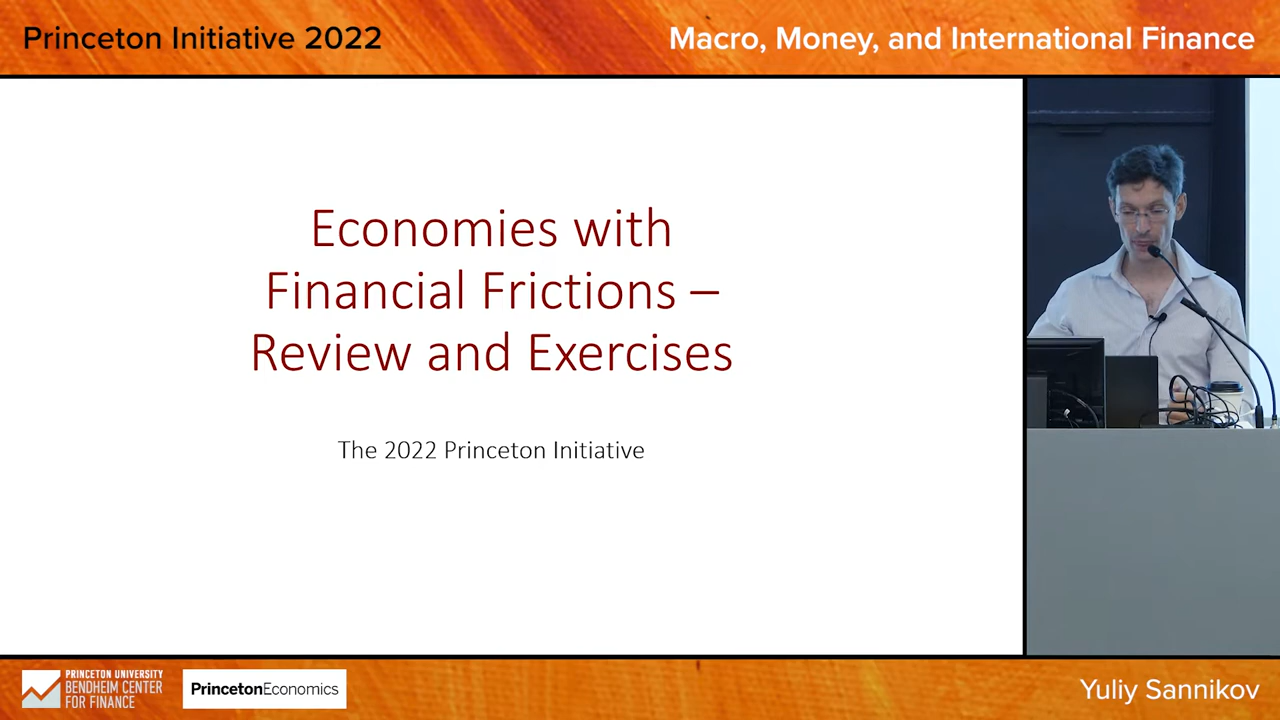 Princeton Initiative 2022
Macro, Money, and International Finance
Economies with
Financial Frictions –
Review and Exercises
The 2022 Princeton Initiative
PRINCETON UNIVERSITY
BENDHEIM CENTER
FOR FINANCE
PrincetonEconomics
Yuliy Sannikov